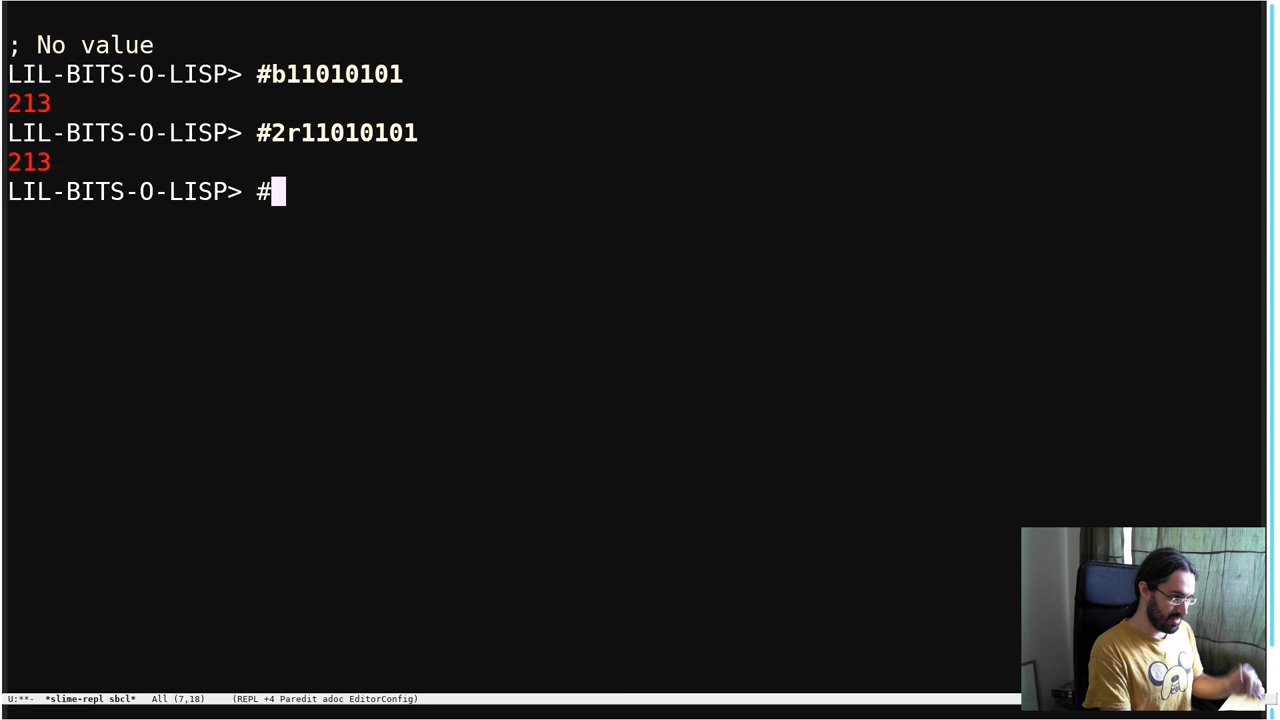 ; No value
LIL-BITS-O-LISP> #b11010101
213
LIL-BITS-O-LISP> #2r11010101
213
LIL-BITS-O-LISP> #
U:**-  *slime-repl sbcl*   All (7,18)     (REPL +4 Paredit adoc EditorConfig)